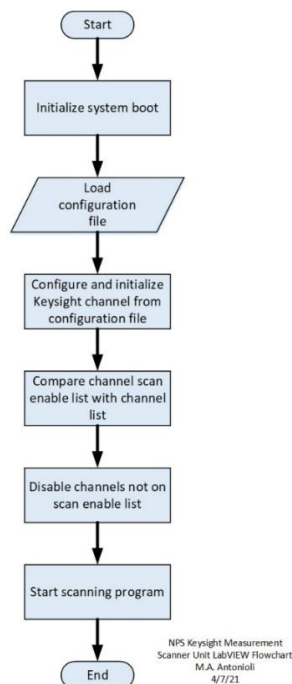 Start
Initialize system boot
Load
configuration
file
Configure and initialize
Keysight channel from
configuration file
Compare channel scan
enable list with channel
list
Disable channels not on
scan enable list
Start scanning program
End
NPS Keysight Measurement
Scanner Unit LabVIEW Flowchart
M.A. Antonioli
4/7/21